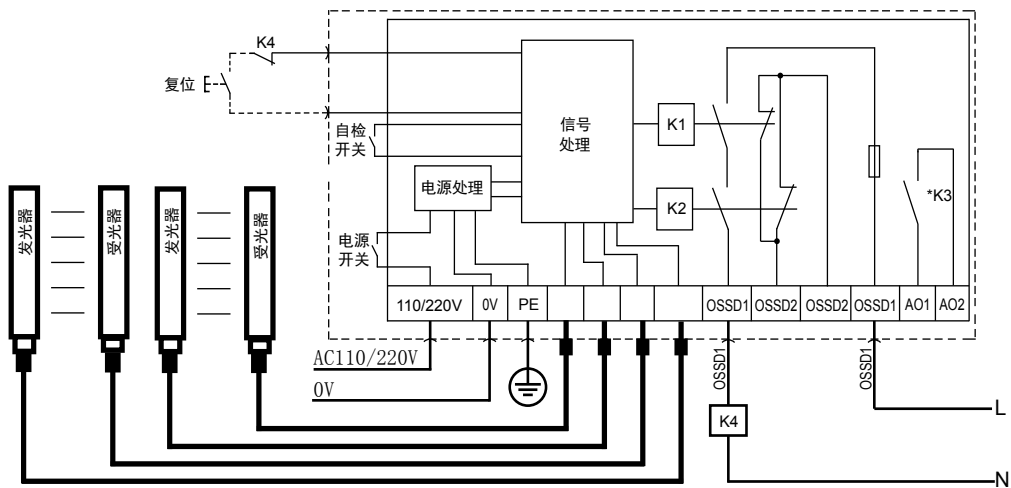 K4
复位
自检
开关
信号
处理
K1
K2
*K3
电源处理
电源
开关
发光器
受光器
发光器
受光器
110/220V
0V
PE
OSSD1
OSSD2
OSSD2
OSSD1
AO1
AO2
AC110/220V
0V
OSSD1
OSSD1
K4
L
N